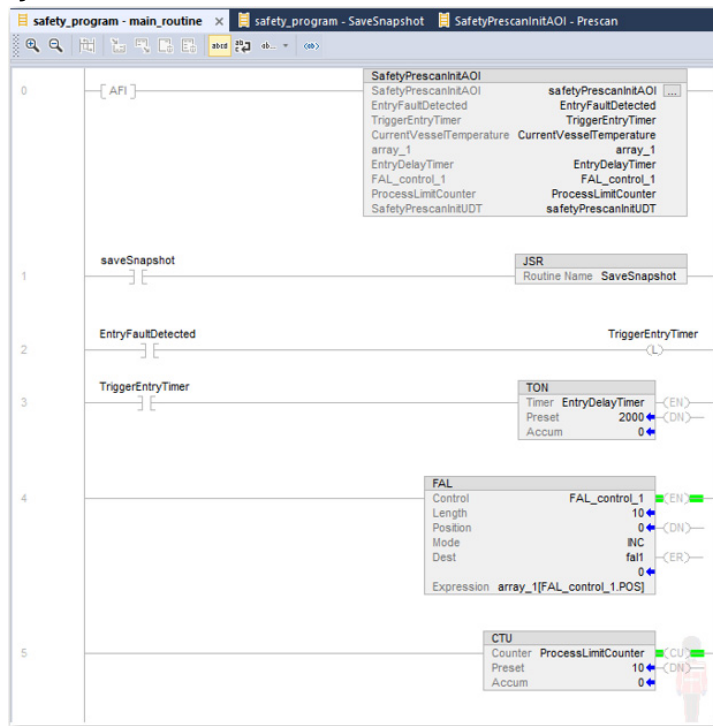 safety_program - main_routine × safety_program - SaveSnapshot SafetyPrescanInitAOI - Prescan
abcd ab...
0 AFI
SafetyPrescanInitAOI
SafetyPrescanInitAOI safetyPrescanInitAOI ...
EntryFaultDetected EntryFaultDetected
TriggerEntryTimer TriggerEntryTimer
CurrentVesselTemperature CurrentVesselTemperature
array_1 array_1
EntryDelayTimer EntryDelayTimer
FAL_control_1 FAL_control_1
ProcessLimitCounter ProcessLimitCounter
SafetyPrescanInitUDT safetyPrescanInitUDT
saveSnapshot JSR
1 Routine Name SaveSnapshot
EntryFaultDetected TriggerEntryTimer
2 L
TriggerEntryTimer TON
3 Timer EntryDelayTimer EN
Preset 2000 DN
Accum 0
FAL
4 Control FAL_control_1 EN
Length 10
Position 0 DN
Mode INC
Dest fal1 ER
0
Expression array_1[FAL_control_1.POS]
CTU
5 Counter ProcessLimitCounter CU
Preset 10 DN
Accum 0